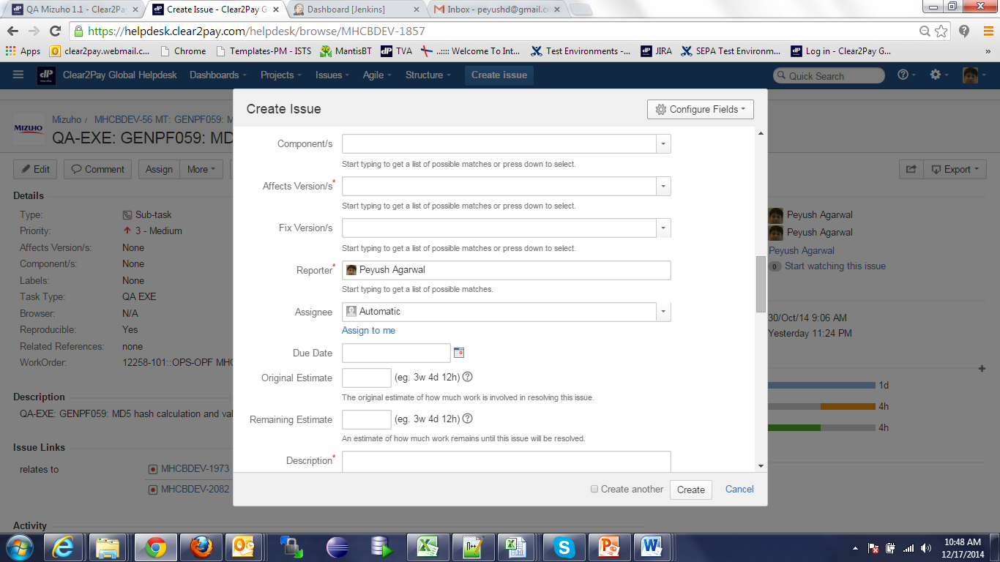 QA Mizuho 1.1 - Clear2Pay
Create Issue - Clear2Pay G
Dashboard [Jenkins]
Inbox - peyushd@gmail.c
https://helpdesk.clear2pay.com/helpdesk/browse/MHCBDEV-1857
Apps
clear2pay.webmail.c...
Chrome
Templates-PM - ISTS
MantisBT
TVA
..:::: Welcome To Int...
Test Environments -...
JIRA
SEPA Test Environm...
Log in - Clear2Pay G...
»
Clear2Pay Global Helpdesk
Dashboards
Projects
Issues
Agile
Structure
Create issue
Quick Search
MIZUHO
Mizuho / MHCBDEV-56 MT: GENPF059: M
QA-EXE: GENPF059: MD
Edit
Comment
Assign
More
Export
Details
Type: Sub-task
Priority: 3 - Medium
Affects Version/s: None
Component/s: None
Labels: None
Task Type: QA EXE
Browser: N/A
Reproducible: Yes
Related References: none
WorkOrder: 12258-101::OPS-OPF MHC
Description
QA-EXE: GENPF059: MD5 hash calculation and val
Issue Links
relates to
MHCBDEV-1973
MHCBDEV-2082
Activity
Create Issue
Configure Fields
Component/s
Start typing to get a list of possible matches or press down to select.
Affects Version/s*
Start typing to get a list of possible matches or press down to select.
Fix Version/s
Start typing to get a list of possible matches or press down to select.
Reporter* Peyush Agarwal
Start typing to get a list of possible matches.
Assignee Automatic
Assign to me
Due Date
Original Estimate (eg. 3w 4d 12h)
The original estimate of how much work is involved in resolving this issue.
Remaining Estimate (eg. 3w 4d 12h)
An estimate of how much work remains until this issue will be resolved.
Description*
Create another
Create
Cancel
Peyush Agarwal
Peyush Agarwal
Peyush Agarwal
0 Start watching this issue
30/Oct/14 9:06 AM
Yesterday 11:24 PM
1d
4h
4h
10:48 AM
12/17/2014